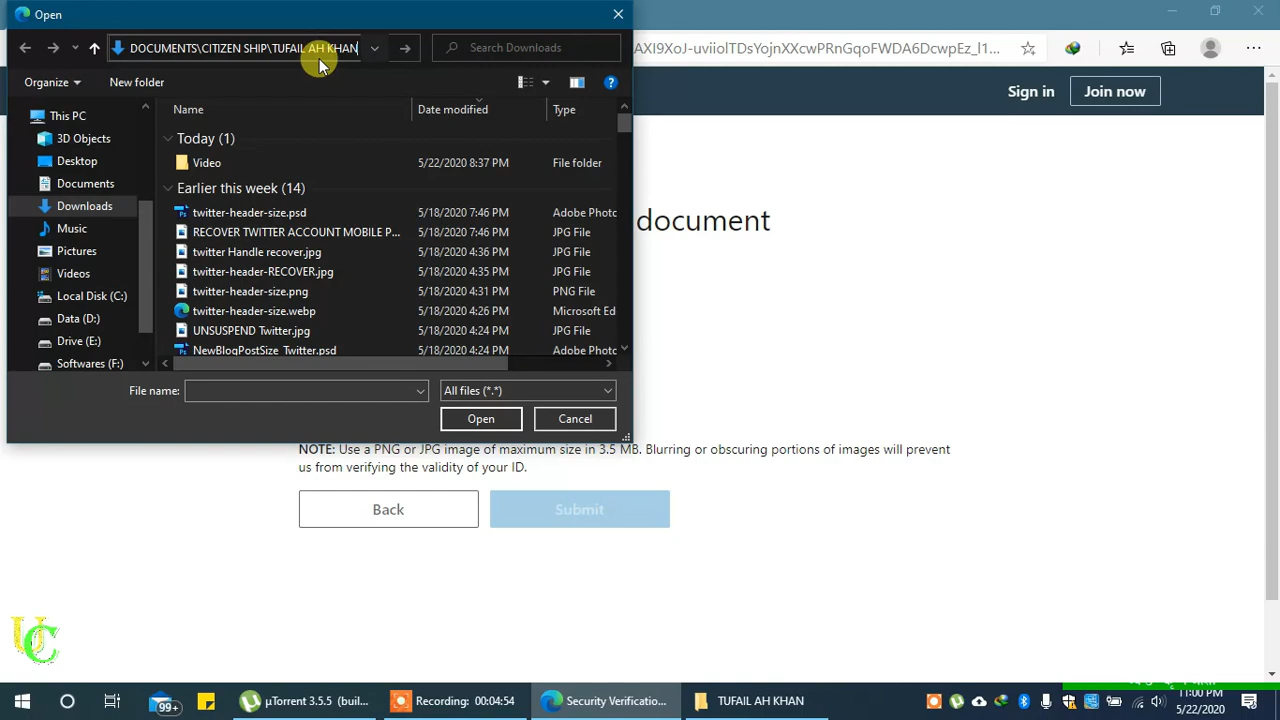 Open
DOCUMENTS\CITIZEN SHIP\TUFAIL AH KHAN
Search Downloads
AXI9XoJ-uviiolTDsYojnXXcwPRnGqoFWDA6DcwpEz_l1...
Organize
New folder
?
Sign in
Join now
This PC
3D Objects
Desktop
Documents
Downloads
Music
Pictures
Videos
Local Disk (C:)
Data (D:)
Drive (E:)
Softwares (F:)
Name
Date modified
Type
Today (1)
Video
5/22/2020 8:37 PM
File folder
Earlier this week (14)
twitter-header-size.psd
5/18/2020 7:46 PM
Adobe Photc
RECOVER TWITTER ACCOUNT MOBILE P...
5/18/2020 7:46 PM
JPG File
twitter Handle recover.jpg
5/18/2020 4:36 PM
JPG File
twitter-header-RECOVER.jpg
5/18/2020 4:35 PM
JPG File
twitter-header-size.png
5/18/2020 4:31 PM
PNG File
twitter-header-size.webp
5/18/2020 4:26 PM
Microsoft Ed
UNSUSPEND Twitter.jpg
5/18/2020 4:24 PM
JPG File
NewBlogPostSize Twitter.psd
5/18/2020 4:24 PM
Adobe Photc
File name:
All files (*.*)
Open
Cancel
document
NOTE: Use a PNG or JPG image of maximum size in 3.5 MB. Blurring or obscuring portions of images will prevent
us from verifying the validity of your ID.
Back
Submit
UC
99+
µTorrent 3.5.5 (buil...
Recording: 00:04:54
Security Verificatio...
TUFAIL AH KHAN
11:00 PM
5/22/2020